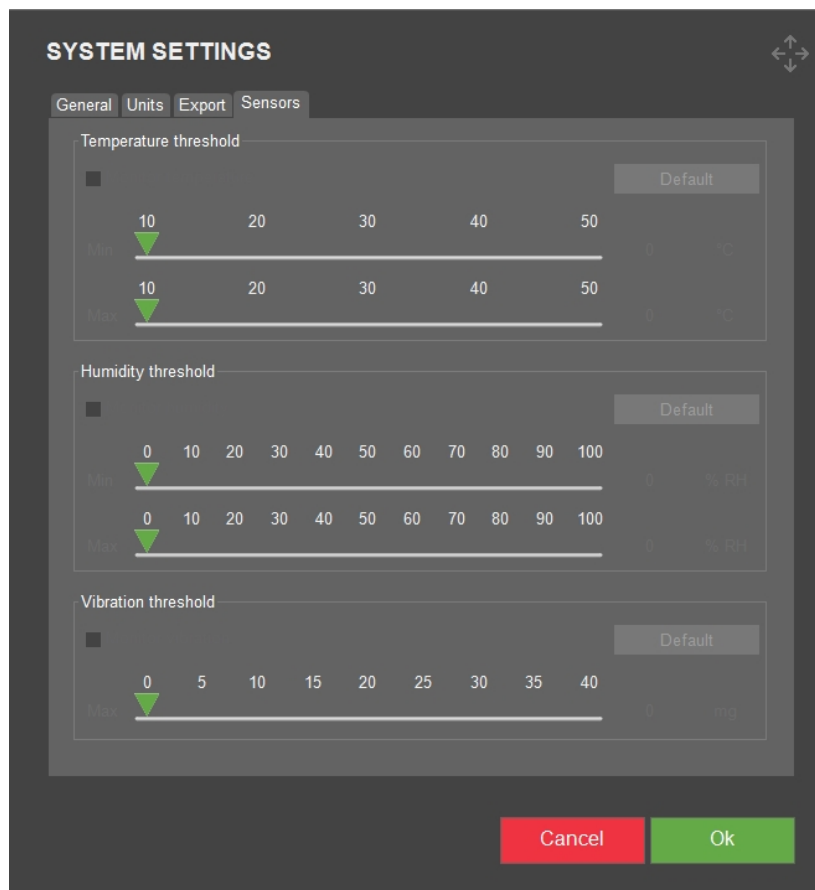 SYSTEM SETTINGS
General Units Export Sensors
Temperature threshold
Default
10 20 30 40 50
Min 0 °C
10 20 30 40 50
Max 0 °C
Humidity threshold
Default
0 10 20 30 40 50 60 70 80 90 100
Min 0 % RH
0 10 20 30 40 50 60 70 80 90 100
Max 0 % RH
Vibration threshold
Default
0 5 10 15 20 25 30 35 40
Max 0 mg
Cancel Ok